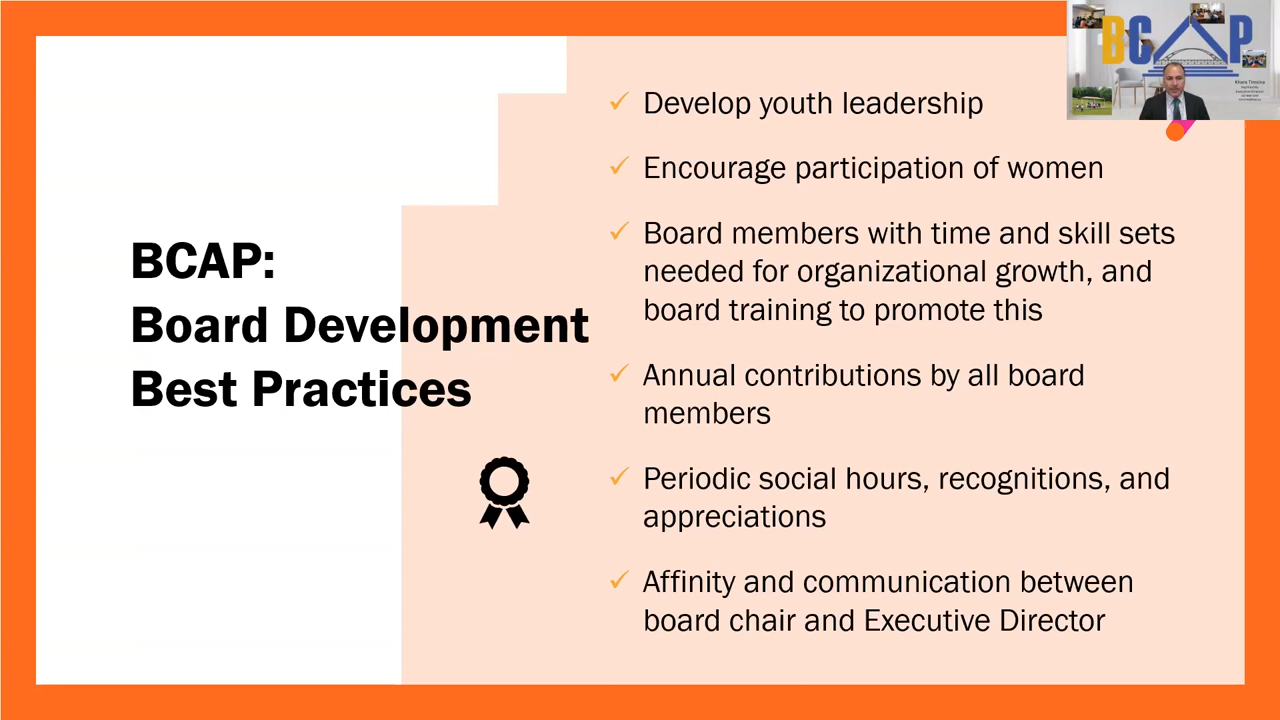 BCAP
BCAP:
Board Development
Best Practices
Develop youth leadership
Encourage participation of women
Board members with time and skill sets
needed for organizational growth, and
board training to promote this
Annual contributions by all board
members
Periodic social hours, recognitions, and
appreciations
Affinity and communication between
board chair and Executive Director